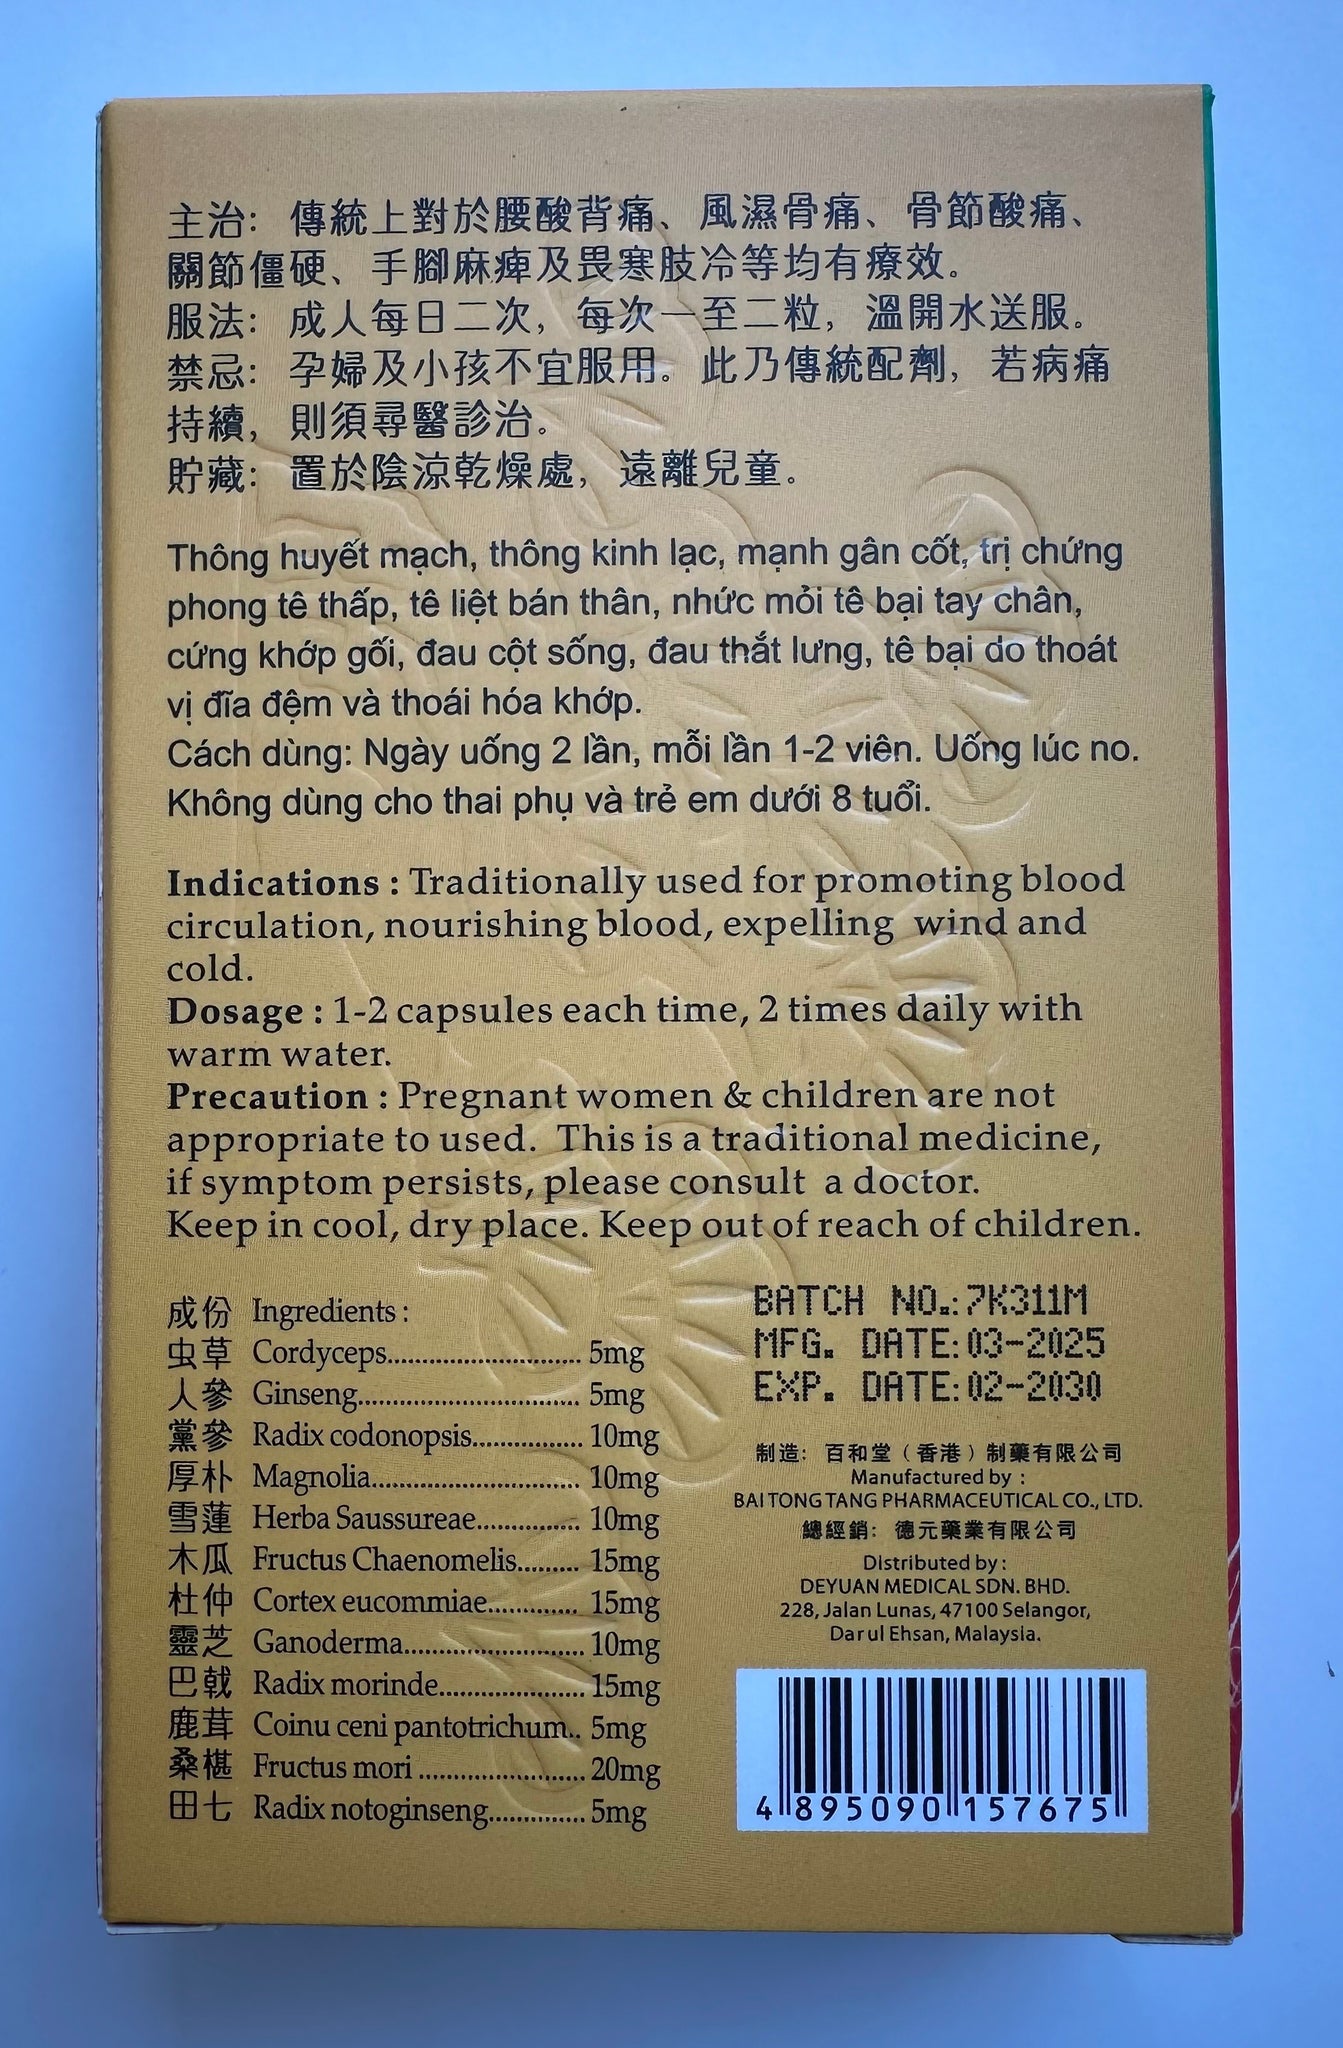 主治：傳統上對於腰酸背痛、風濕骨痛、骨節酸痛、
關節僵硬、手腳麻痺及畏寒肢冷等均有療效。
服法：成人每日二次，每次一至二粒，溫開水送服。
禁忌：孕婦及小孩不宜服用。此乃傳統配劑，若病痛
持續，則須尋醫診治。
貯藏：置於陰涼乾燥處，遠離兒童。
Thông huyết mạch, thông kinh lạc, mạnh gân cốt, trị chứng
phong tê thấp, tê liệt bán thân, nhức mỏi tê bại tay chân,
cứng khớp gối, đau cột sống, đau thắt lưng, tê bại do thoát
vị đĩa đệm và thoái hóa khớp.
Cách dùng: Ngày uống 2 lần, mỗi lần 1-2 viên. Uống lúc no.
Không dùng cho thai phụ và trẻ em dưới 8 tuổi.
Indications : Traditionally used for promoting blood
circulation, nourishing blood, expelling wind and
cold.
Dosage : 1-2 capsules each time, 2 times daily with
warm water.
Precaution : Pregnant women & children are not
appropriate to used. This is a traditional medicine,
if symptom persists, please consult a doctor.
Keep in cool, dry place. Keep out of reach of children.
成份 Ingredients :
虫草 Cordyceps............................ 5mg
人參 Ginseng................................ 5mg
黨參 Radix codonopsis................ 10mg
厚朴 Magnolia.............................. 10mg
雪蓮 Herba Saussureae............... 10mg
木瓜 Fructus Chaenomelis......... 15mg
杜仲 Cortex eucommiae............. 15mg
靈芝 Ganoderma.......................... 10mg
巴戟 Radix morinde..................... 15mg
鹿茸 Coinu ceni pantotrichum.. 5mg
桑椹 Fructus mori ........................ 20mg
田七 Radix notoginseng.............. 5mg
BATCH NO.:7K311M
MFG. DATE:03-2025
EXP. DATE:02-2030
制造：百和堂（香港）制藥有限公司
Manufactured by :
BAI TONG TANG PHARMACEUTICAL CO., LTD.
總經銷：德元藥業有限公司
Distributed by :
DEYUAN MEDICAL SDN. BHD.
228, Jalan Lunas, 47100 Selangor,
Darul Ehsan, Malaysia.
4 895090 157675